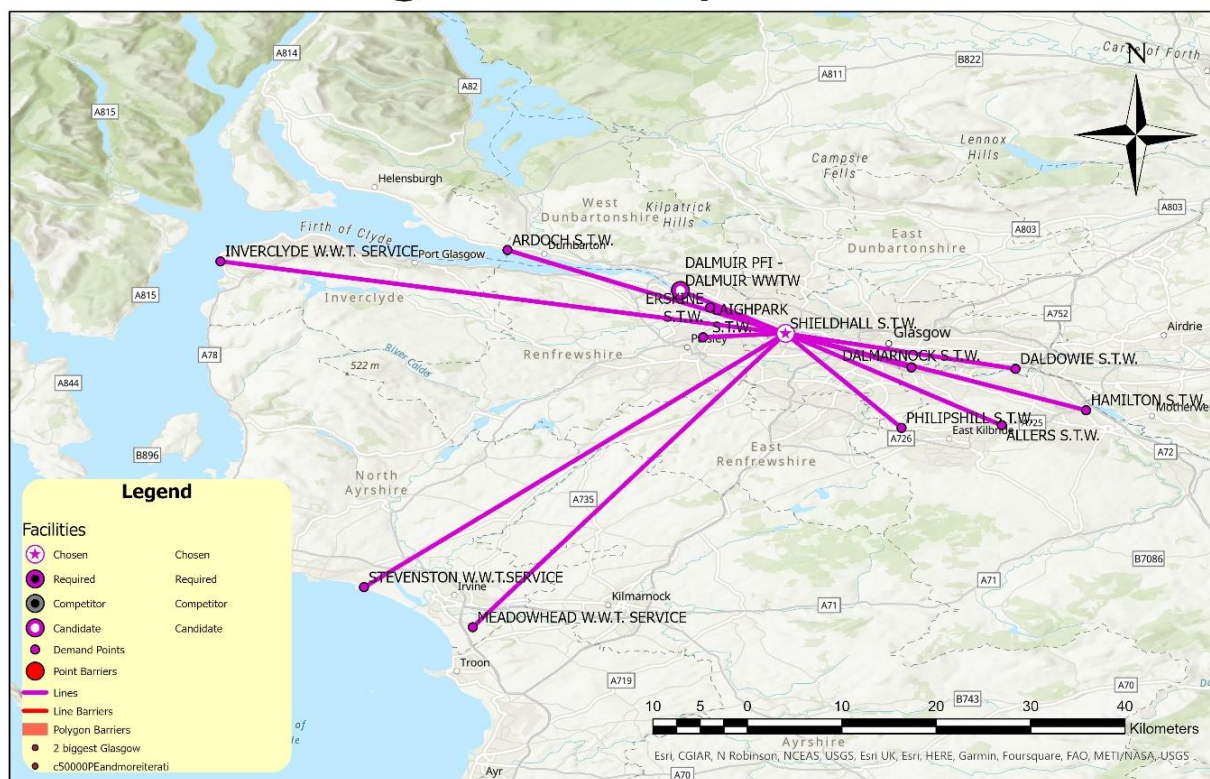 A814
A82
A811
B822
Carse of Forth
N
A815
Lennox
Hills
Campsie
Fells
Helensburgh
West
Dunbartonshire
Kilpatrick
Hills
A803
A803
East
Dunbartonshire
Firth of Clyde
ARDOCH S.T.W.
Dumbarton
INVERCLYDE W.W.T. SERVICE
Port Glasgow
DALMUIR PFI -
DALMUIR WWTW
A815
Inverclyde
ERSKINE
S.T.W.
LAIGHPARK
S.T.W.
A752
Airdrie
SHIELDHALL S.T.W.
Glasgow
Paisley
Renfrewshire
A78
River Calder
522 m
A844
DALMARNOCK S.T.W.
DALDOWIE S.T.W.
HAMILTON S.T.W.
Motherwe
PHILIPSHILL S.T.W.
A725
A726
East Kilbride
ALLERS S.T.W.
A72
B896
East
Renfrewshire
North
Ayrshire
A735
B7086
STEVENSTON W.W.T.SERVICE
Irvine
Kilmarnock
A71
A71
MEADOWHEAD W.W.T. SERVICE
Troon
A719
A70
B743
Ayrshire
A70
Ayr
of
de
Legend
Facilities
Chosen Chosen
Required Required
Competitor Competitor
Candidate Candidate
Demand Points
Point Barriers
Lines
Line Barriers
Polygon Barriers
2 biggest Glasgow
c50000PEandmoreiterati
10 5 0 10 20 30 40
Kilometers
Esri, CGIAR, N Robinson, NCEAS, USGS, Esri UK, Esri, HERE, Garmin, Foursquare, FAO, METI/NASA, USGS